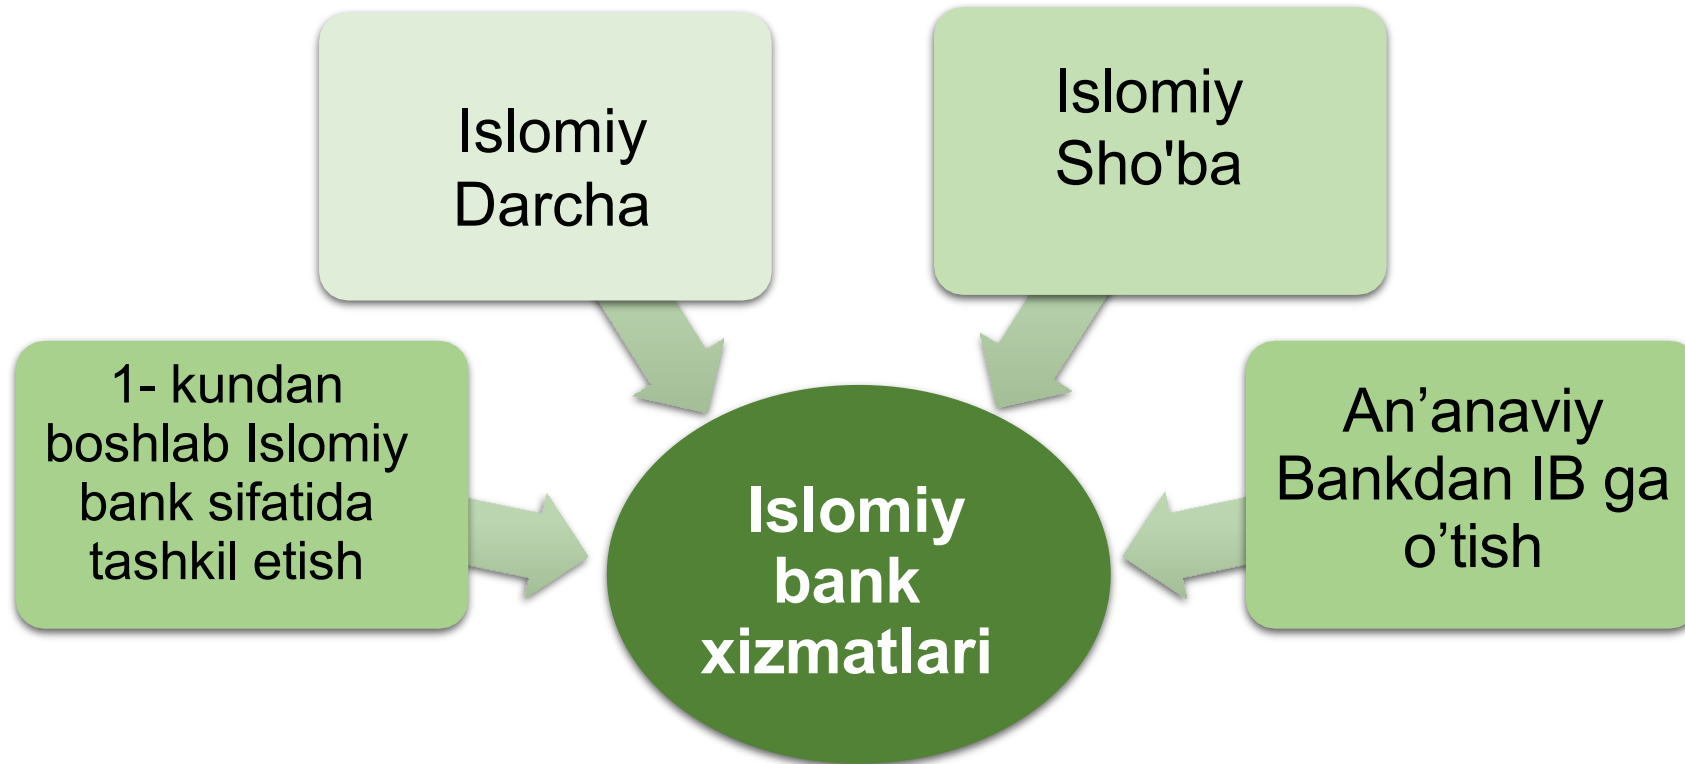 Islomiy
Darcha
Islomiy
Sho'ba
1- kundan
boshlab Islomiy
bank sifatida
tashkil etish
An’anaviy
Bankdan IB ga
o’tish
Islomiy
bank
xizmatlari